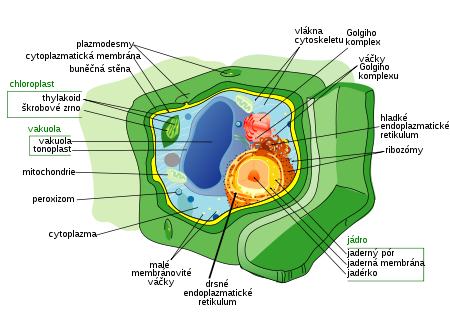 plazmodesmy
cytoplazmatická membrána
buněčná stěna
chloroplast
thylakoid
škrobové zrno
vakuola
vakuola
tonoplast
mitochondrie
peroxizom
cytoplazma
malé
membránovité
váčky
drsné
endoplazmatické
retikulum
vlákna
cytoskeletu
Golgiho
komplex
váčky
Golgiho
komplexu
hladké
endoplazmatické
retikulum
ribozómy
jádro
jaderný pór
jaderná membrána
jadérko